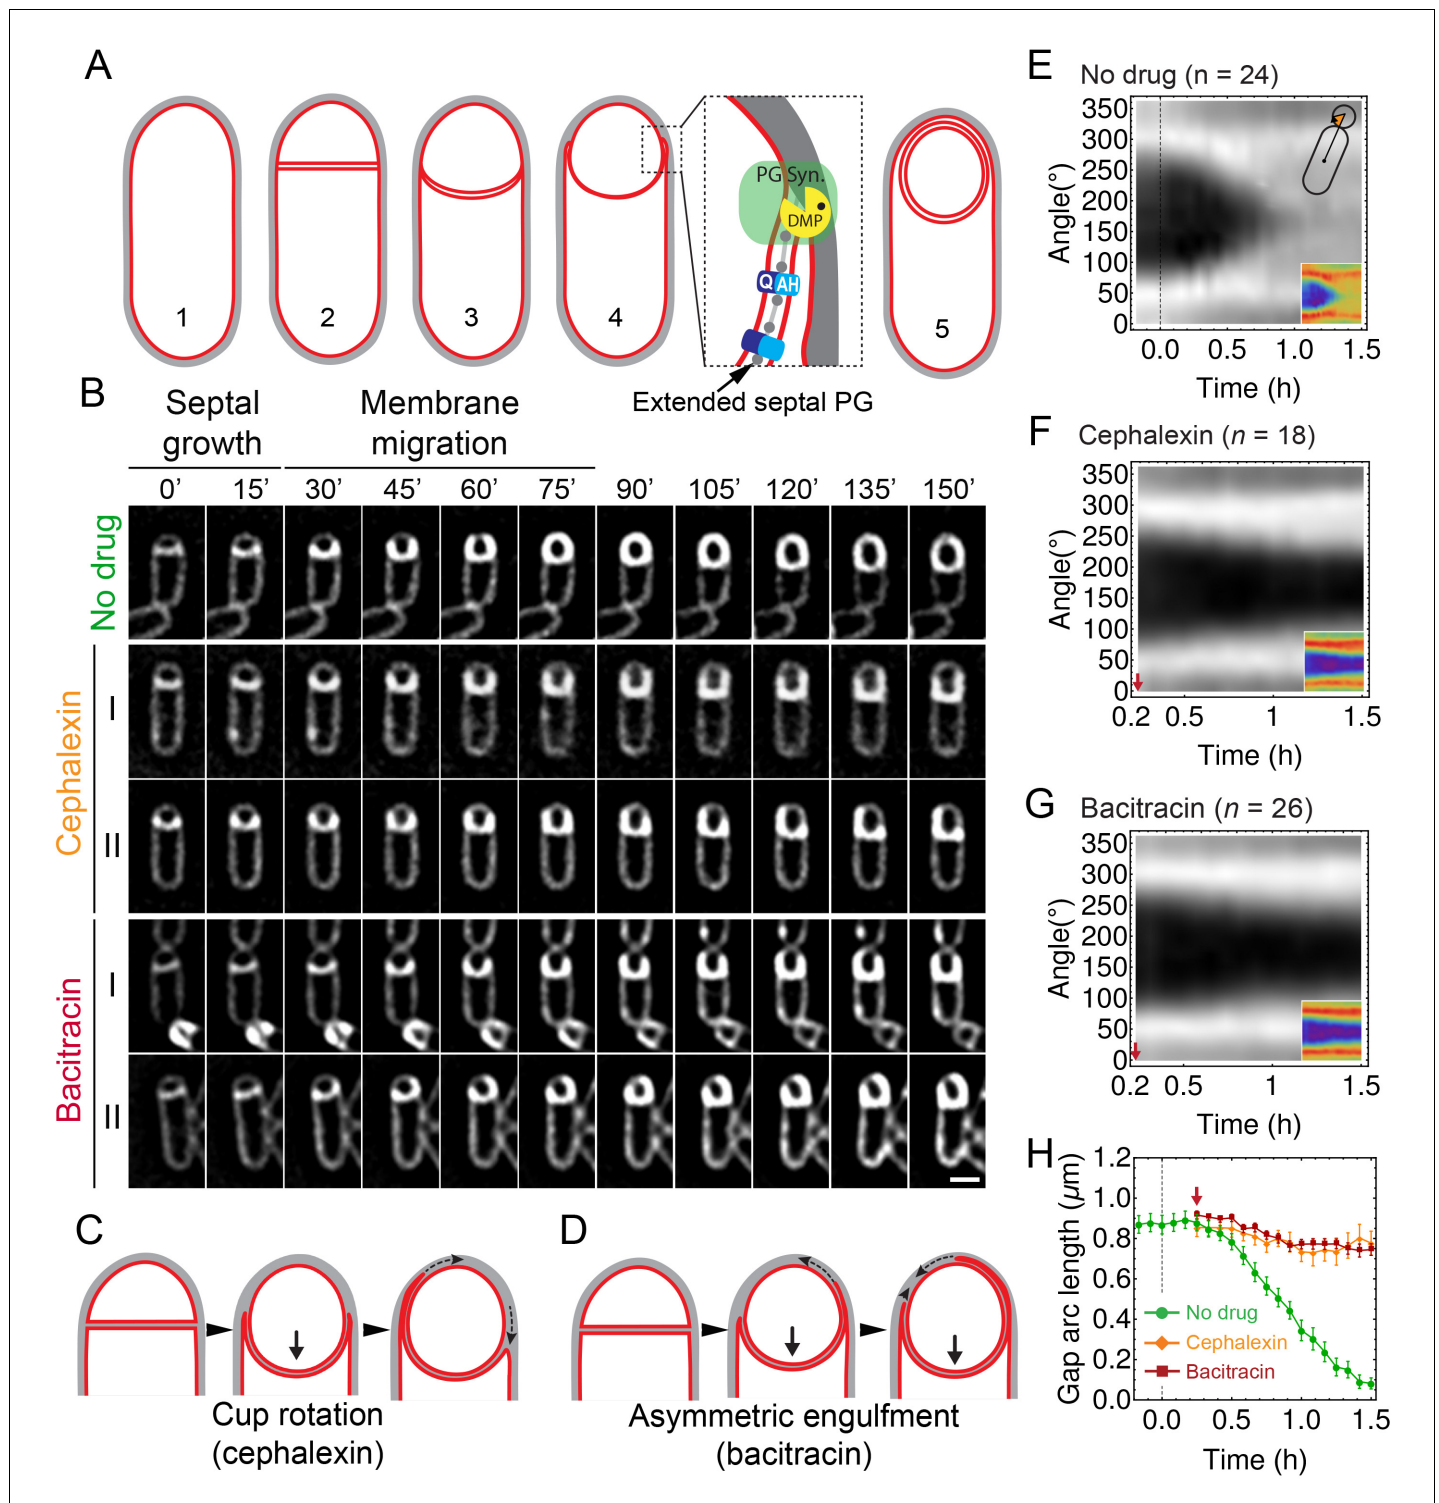 A
1
2
3
4
PG Syn.
DMP
Q AH
5
Extended septal PG
B
Septal
growth
Membrane
migration
0’ 15’ 30’ 45’ 60’ 75’ 90’ 105’ 120’ 135’ 150’
No drug
Cephalexin
I
II
Bacitracin
I
II
C
Cup rotation
(cephalexin)
D
Asymmetric engulfment
(bacitracin)
E
No drug (n = 24)
Angle(°)
350
300
250
200
150
100
50
0
0.0 0.5 1.0 1.5
Time (h)
F
Cephalexin (n = 18)
Angle(°)
350
300
250
200
150
100
50
0
0.2 0.5 1 1.5
Time (h)
G
Bacitracin (n = 26)
Angle(°)
350
300
250
200
150
100
50
0
0.2 0.5 1 1.5
Time (h)
H
Gap arc length (μm)
1.2
1.0
0.8
0.6
0.4
0.2
0.0
No drug
Cephalexin
Bacitracin
0.0 0.5 1.0 1.5
Time (h)